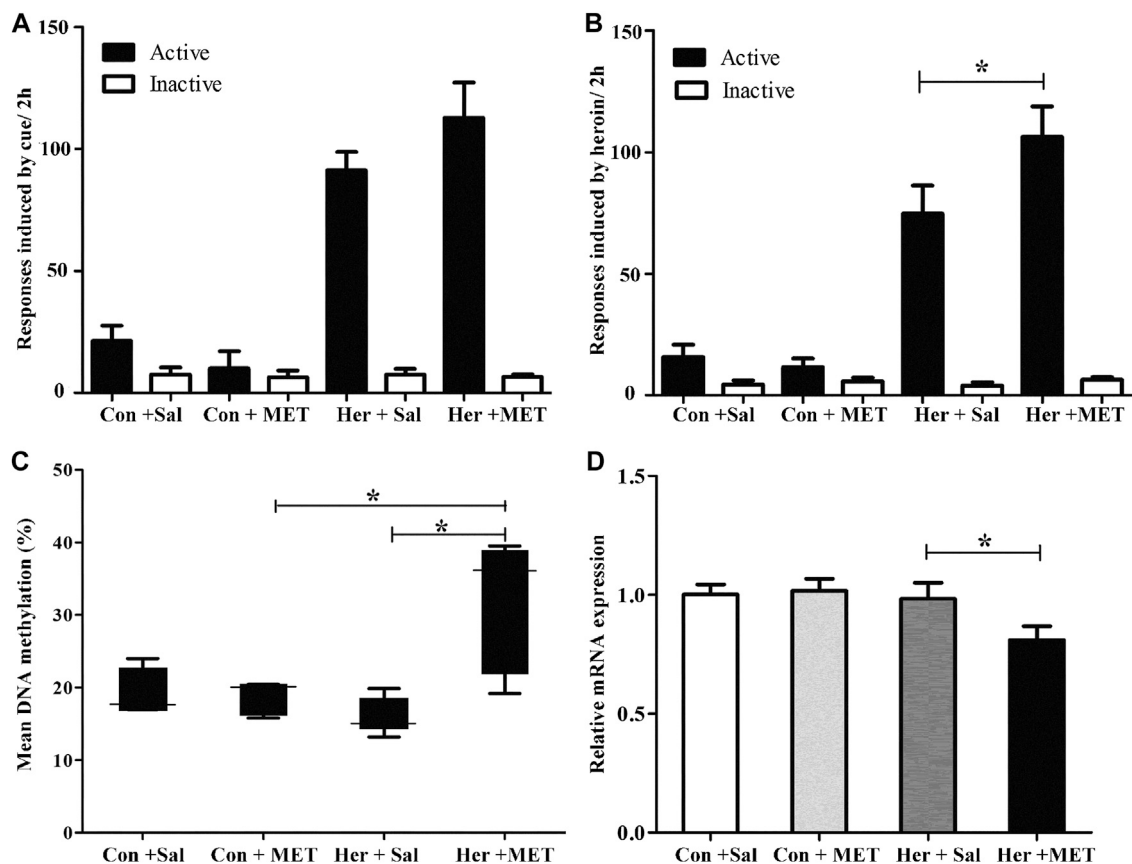 A
Responses induced by cue/ 2h
150
100
50
0
Active
Inactive
Con +Sal
Con + MET
Her + Sal
Her +MET
B
Responses induced by heroin/ 2h
150
100
50
0
Active
Inactive
*
Con +Sal
Con + MET
Her + Sal
Her +MET
C
Mean DNA methylation (%)
50
40
30
20
10
0
*
*
Con +Sal
Con + MET
Her + Sal
Her +MET
D
Relative mRNA expression
1.5
1.0
0.5
0.0
*
Con +Sal
Con + MET
Her + Sal
Her +MET